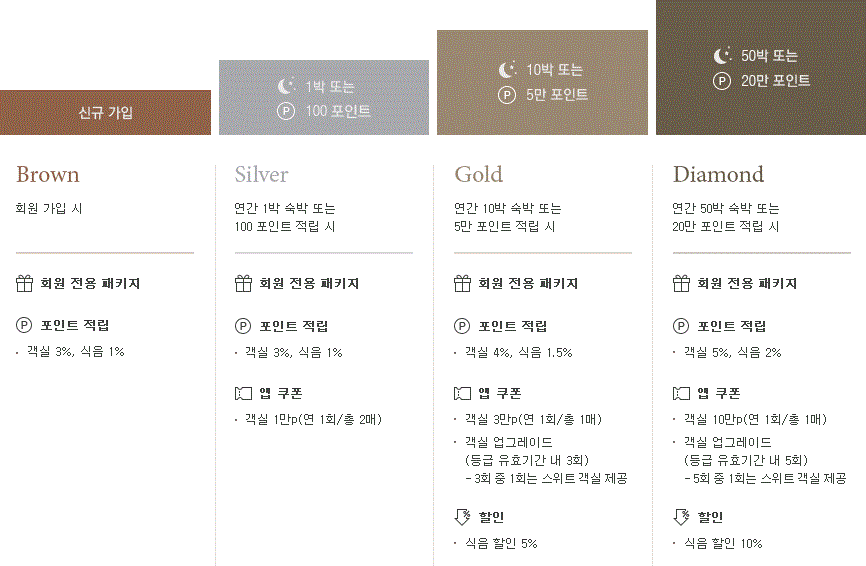 신규 가입
1박 또는
100 포인트
10박 또는
5만 포인트
50박 또는
20만 포인트
Brown
회원 가입 시
회원 전용 패키지
포인트 적립
· 객실 3%, 식음 1%
Silver
연간 1박 숙박 또는
100 포인트 적립 시
회원 전용 패키지
포인트 적립
· 객실 3%, 식음 1%
앱 쿠폰
· 객실 1만p(연 1회/총 2매)
Gold
연간 10박 숙박 또는
5만 포인트 적립 시
회원 전용 패키지
포인트 적립
· 객실 4%, 식음 1.5%
앱 쿠폰
· 객실 3만p(연 1회/총 1매)
· 객실 업그레이드
(등급 유효기간 내 3회)
- 3회 중 1회는 스위트 객실 제공
할인
· 식음 할인 5%
Diamond
연간 50박 숙박 또는
20만 포인트 적립 시
회원 전용 패키지
포인트 적립
· 객실 5%, 식음 2%
앱 쿠폰
· 객실 10만p(연 1회/총 1매)
· 객실 업그레이드
(등급 유효기간 내 5회)
- 5회 중 1회는 스위트 객실 제공
할인
· 식음 할인 10%